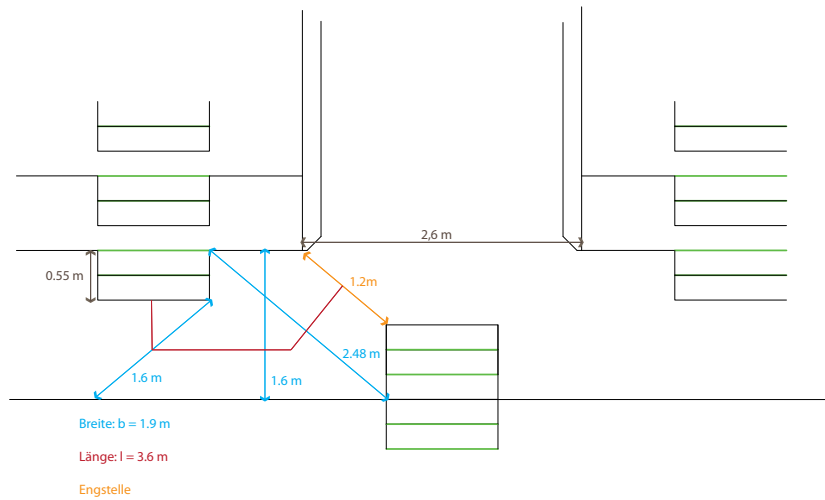 2,6 m
0.55 m
1.2m
2.48 m
1.6 m
1.6 m
Breite: b = 1.9 m
Länge: l = 3.6 m
Engstelle